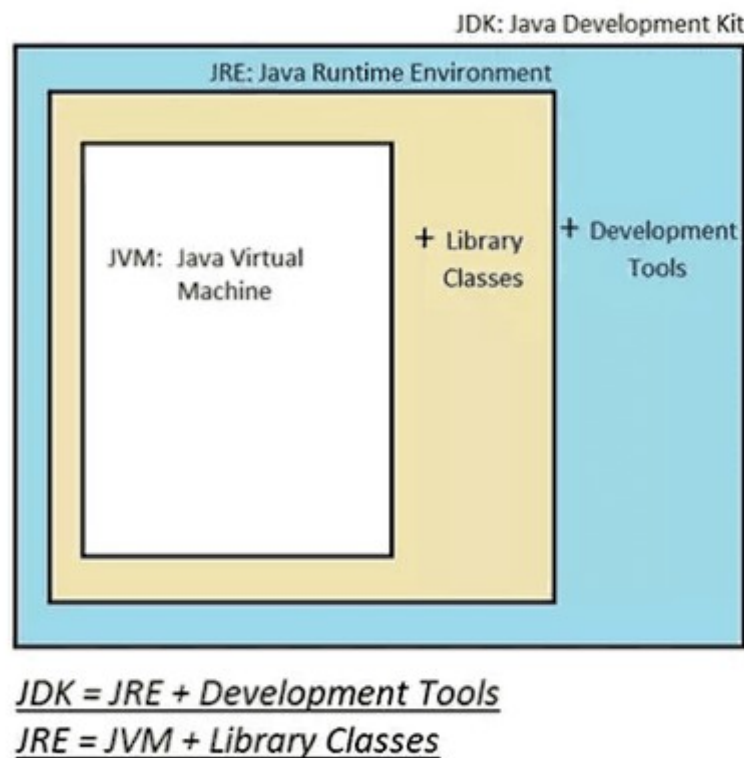 JDK: Java Development Kit
JRE: Java Runtime Environment
JVM: Java Virtual
Machine
+ Library
Classes
+ Development
Tools
JDK = JRE + Development Tools
JRE = JVM + Library Classes